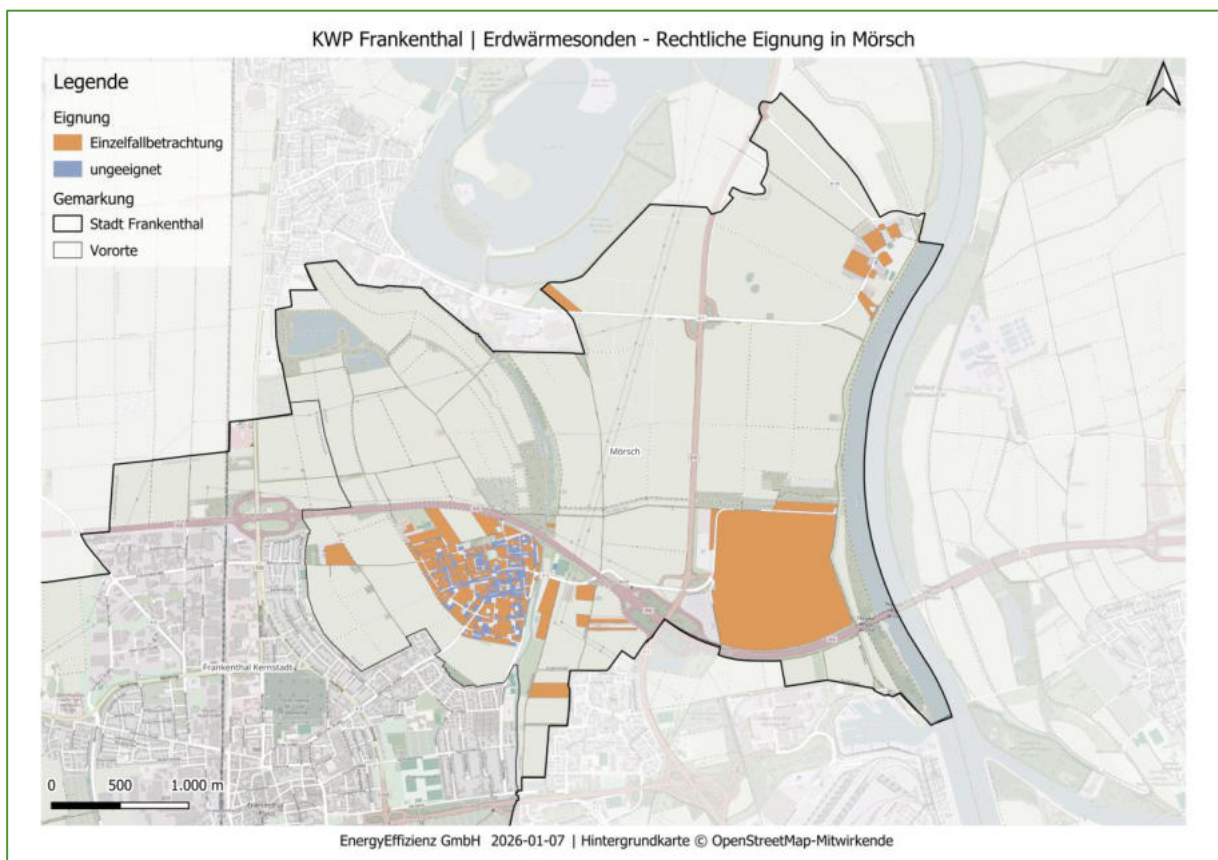 KWP Frankenthal | Erdwärmesonden - Rechtliche Eignung in Mörsch
Legende
Eignung
Einzelfallbetrachtung
ungeeignet
Gemarkung
Stadt Frankenthal
Vororte
Mörsch
Frankenthal Kernstadt
0 500 1.000 m
EnergyEffizienz GmbH 2026-01-07 | Hintergrundkarte © OpenStreetMap-Mitwirkende